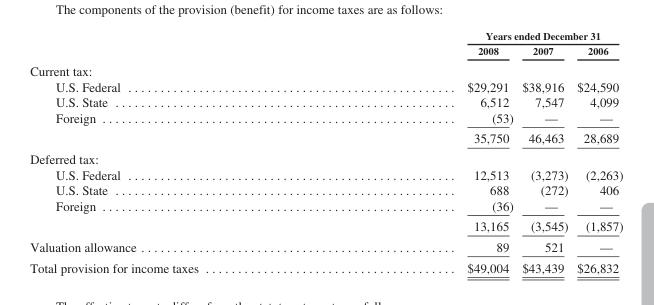 The components of the provision (benefit) for income taxes are as follows:
Years ended December 31
2008 2007 2006
Current tax:
U.S. Federal ................................................ $29,291 $38,916 $24,590
U.S. State ................................................ 6,512 7,547 4,099
Foreign ................................................ (53) — —
35,750 46,463 28,689
Deferred tax:
U.S. Federal ................................................ 12,513 (3,273) (2,263)
U.S. State ................................................ 688 (272) 406
Foreign ................................................ (36) — —
13,165 (3,545) (1,857)
Valuation allowance ................................................ 89 521 —
Total provision for income taxes ................................................ $49,004 $43,439 $26,832